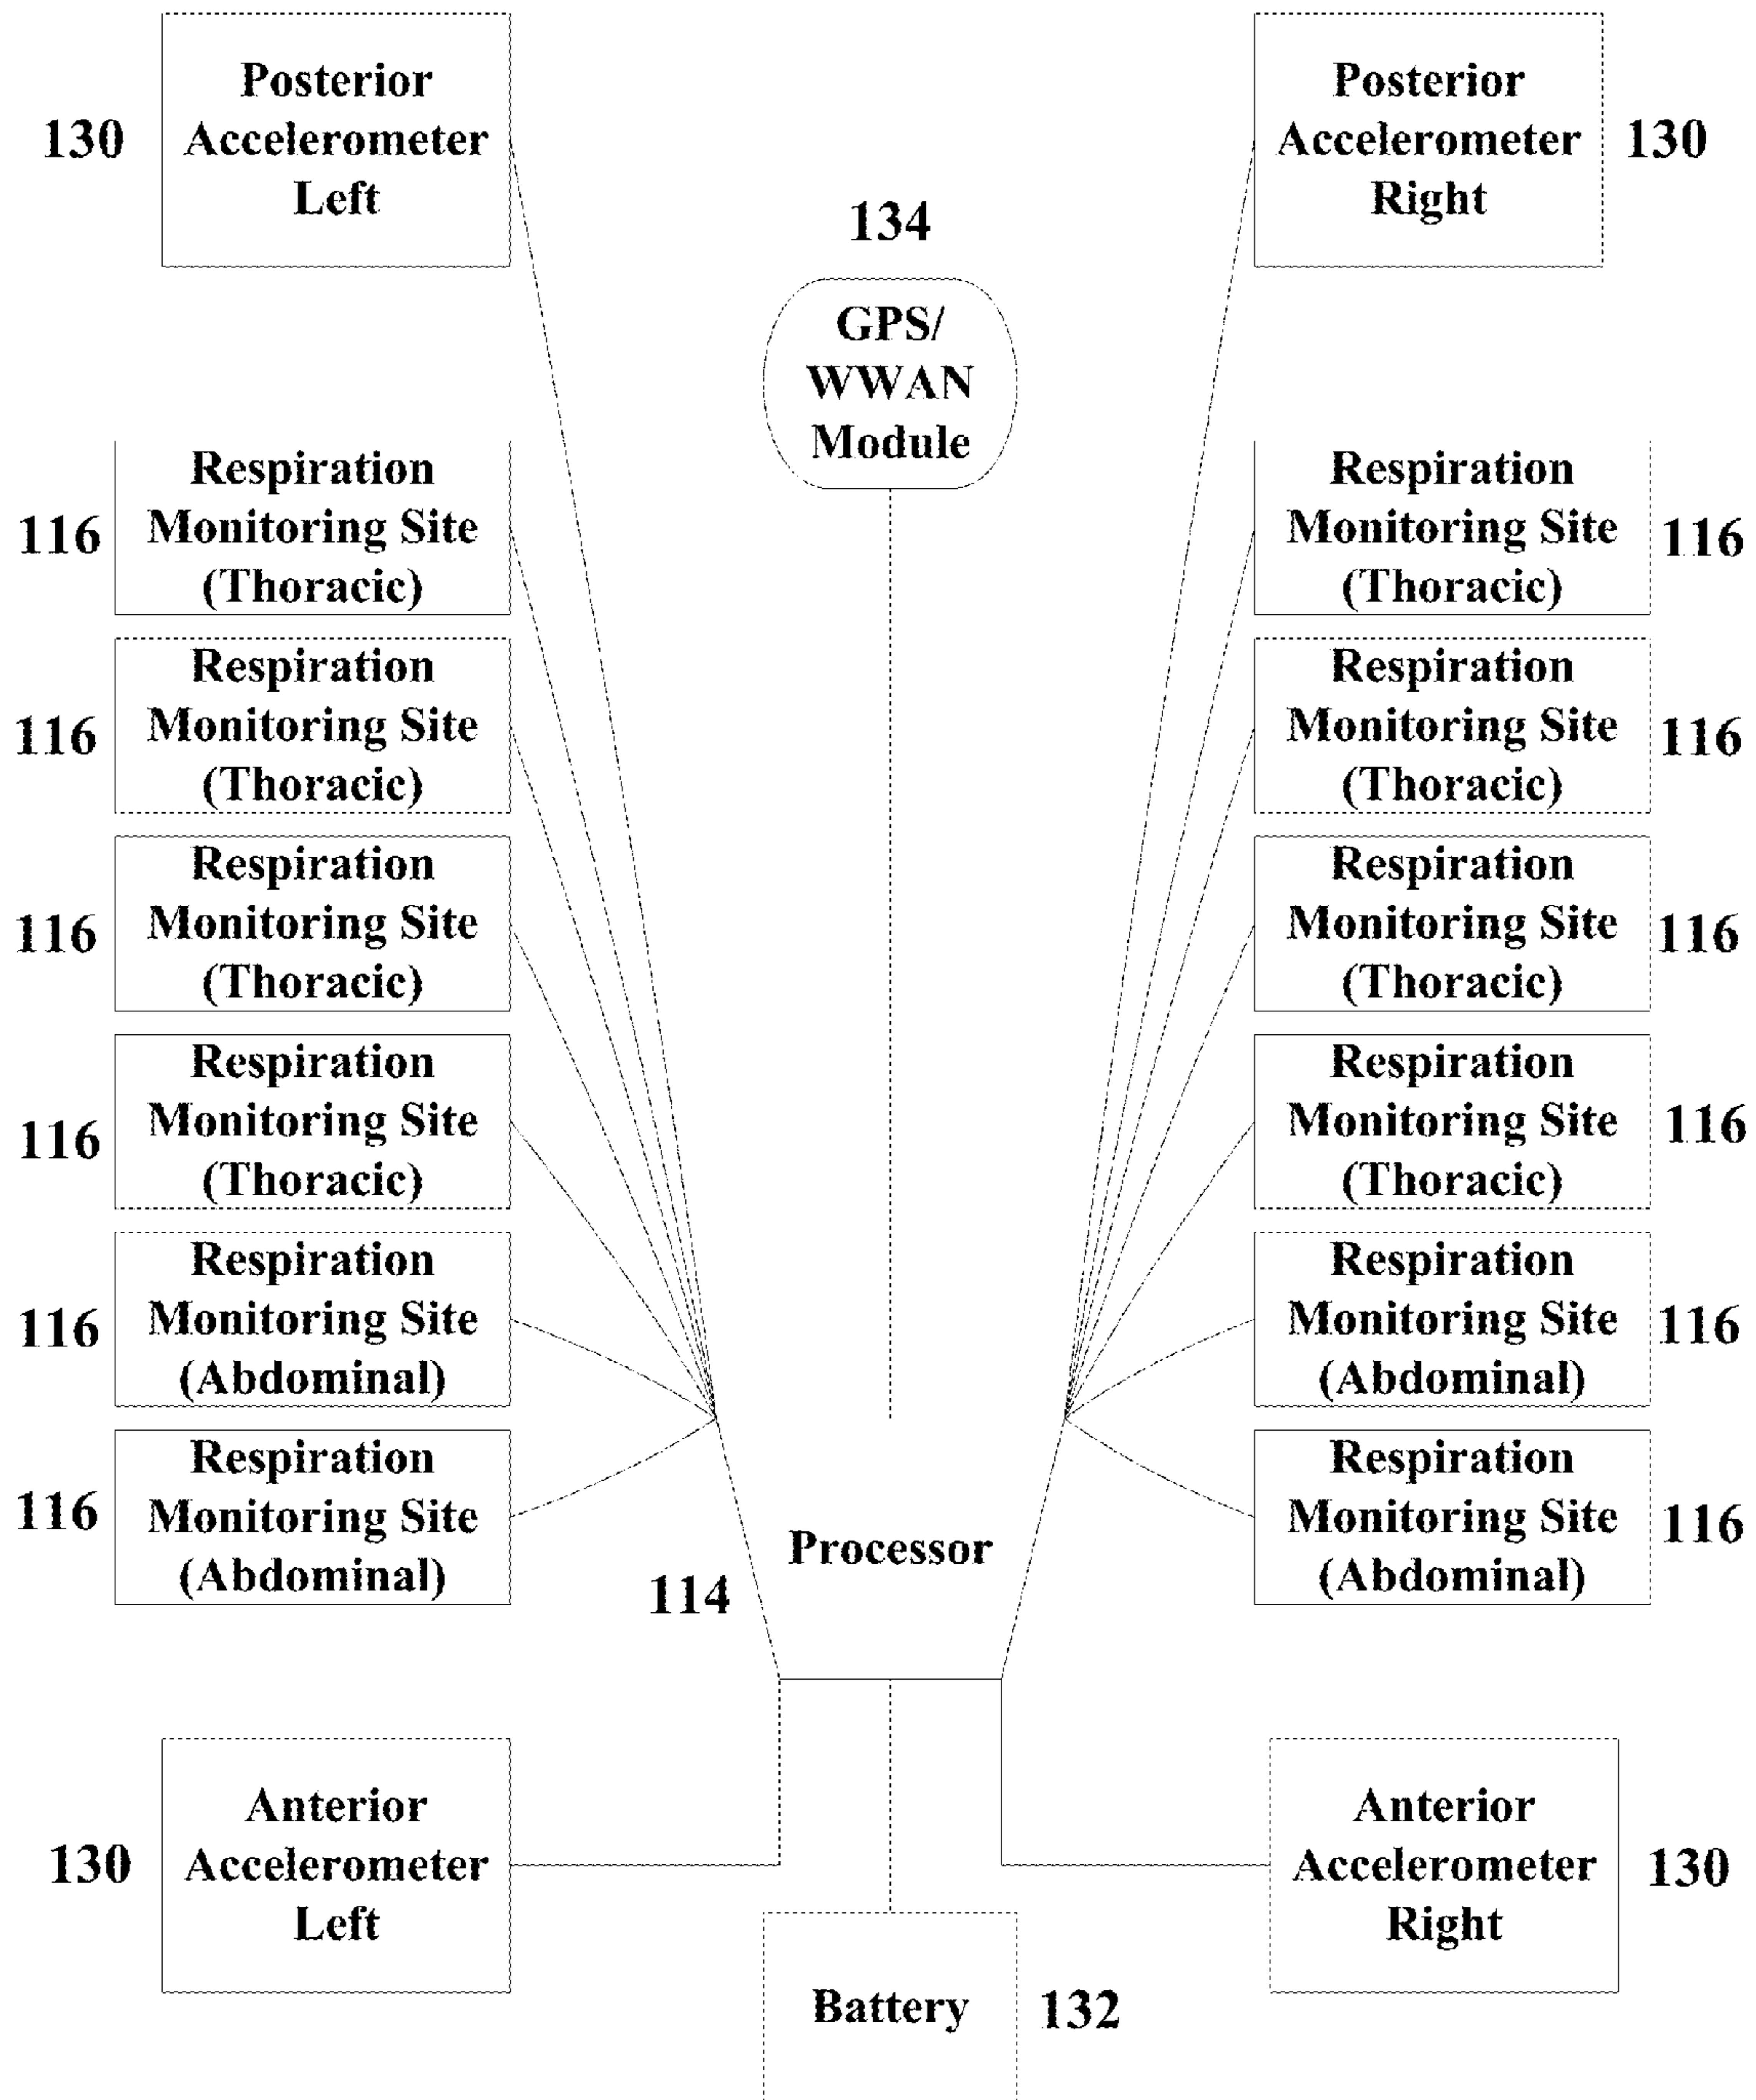 130
Posterior
Accelerometer
Left
Posterior
Accelerometer
Right
130
134
GPS/
WWAN
Module
116
Respiration
Monitoring Site
(Thoracic)
Respiration
Monitoring Site
(Thoracic)
116
116
Respiration
Monitoring Site
(Thoracic)
Respiration
Monitoring Site
(Thoracic)
116
116
Respiration
Monitoring Site
(Thoracic)
Respiration
Monitoring Site
(Thoracic)
116
116
Respiration
Monitoring Site
(Thoracic)
Respiration
Monitoring Site
(Thoracic)
116
116
Respiration
Monitoring Site
(Abdominal)
Respiration
Monitoring Site
(Abdominal)
116
116
Respiration
Monitoring Site
(Abdominal)
Respiration
Monitoring Site
(Abdominal)
116
Processor
114
130
Anterior
Accelerometer
Left
Anterior
Accelerometer
Right
130
Battery
132